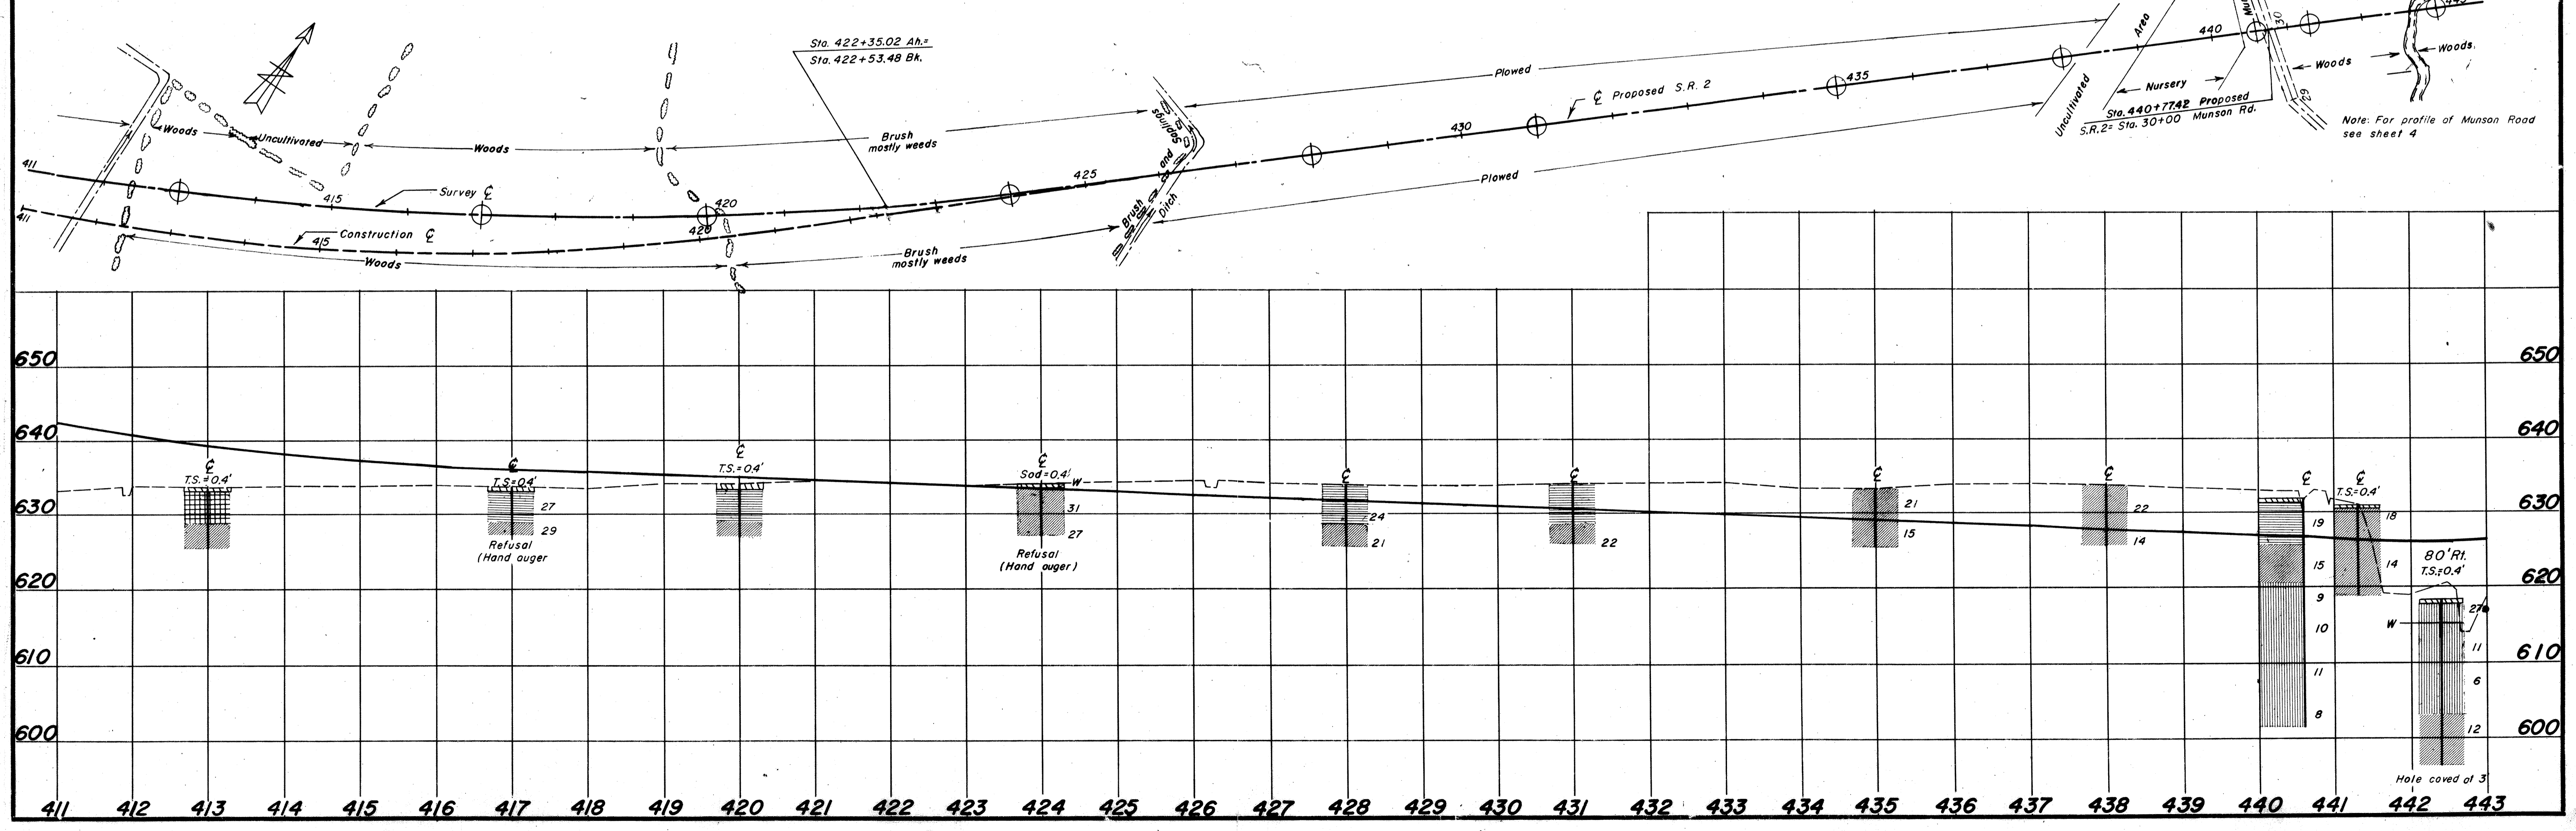 443
440
Mu
30
Area
Woods
Woods
Sta. 422+35.02 Ah.=
Sta. 422+53.48 Bk.
Plowed
435
Nursery
Uncultivated
Sta. 440+77.42 Proposed
S.R.2= Sta. 30+00 Munson Rd.
29
Note: For profile of Munson Road
see sheet 4
℄ Proposed S.R. 2
430
Woods
Uncultivated
Woods
Brush
mostly weeds
Brush and Saplings
Ditch
Plowed
411
415
Survey ℄
420
425
411
415
Construction ℄
420
Woods
Brush
mostly weeds
650
650
640
640
630
630
620
620
610
610
600
600
℄
T.S.=0.4'
℄
T.S.=0.4'
27
29
Refusal
(Hand auger
℄
T.S.=0.4'
℄
Sod=0.4'
W
31
27
Refusal
(Hand auger)
℄
24
21
℄
22
℄
21
15
℄
22
14
℄
19
15
9
10
11
8
℄
T.S.=0.4'
18
14
80'Rt.
T.S.=0.4'
27
W
11
6
12
Hole caved at 3'
411 412 413 414 415 416 417 418 419 420 421 422 423 424 425 426 427 428 429 430 431 432 433 434 435 436 437 438 439 440 441 442 443